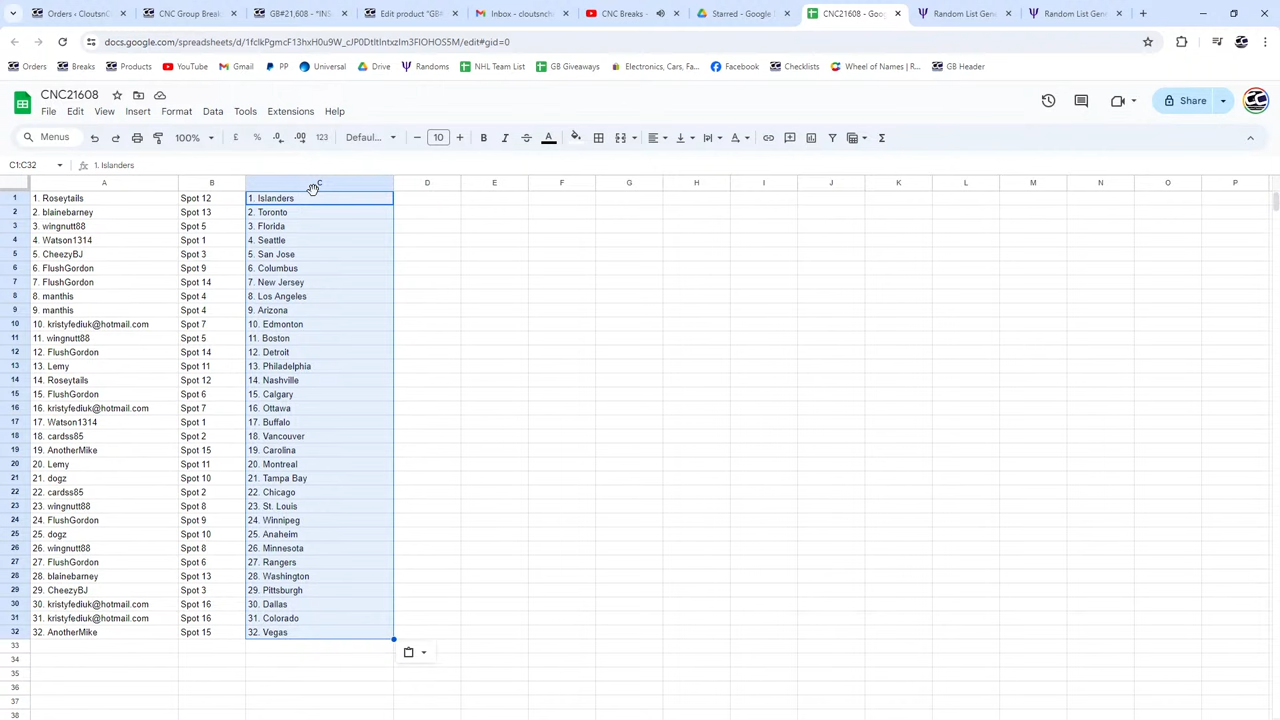 Orders ‹ CloutsnC
CNC Group Break
GB#21,608 - "IN
Edit product "GB
Inbox - cloutsnch
CNC Breaks -
Starred - Google
CNC21608 - Goo
Random List Gene
Random List Gene
docs.google.com/spreadsheets/d/
/edit#gid=0
Orders
Breaks
Products
YouTube
Gmail
PP
Universal
Drive
Randoms
NHL Team List
GB Giveaways
Electronics, Cars, Fa...
Facebook
Checklists
Wheel of Names | R...
GB Header
CNC21608
File Edit View Insert Format Data Tools Extensions Help
Share
Menus 100% £ % .0 .00 123 Defaul... 10 B I A Σ
C1:C32 fx 1. Islanders
A B C D E F G H I J K L M N O P
1 1. Roseytails Spot 12 1. Islanders
2 2. blainebarney Spot 13 2. Toronto
3 3. wingnutt88 Spot 5 3. Florida
4 4. Watson1314 Spot 1 4. Seattle
5 5. CheezyBJ Spot 3 5. San Jose
6 6. FlushGordon Spot 9 6. Columbus
7 7. FlushGordon Spot 14 7. New Jersey
8 8. manthis Spot 4 8. Los Angeles
9 9. manthis Spot 4 9. Arizona
10 10. kristyfediuk@hotmail.com Spot 7 10. Edmonton
11 11. wingnutt88 Spot 5 11. Boston
12 12. FlushGordon Spot 14 12. Detroit
13 13. Lemy Spot 11 13. Philadelphia
14 14. Roseytails Spot 12 14. Nashville
15 15. FlushGordon Spot 6 15. Calgary
16 16. kristyfediuk@hotmail.com Spot 7 16. Ottawa
17 17. Watson1314 Spot 1 17. Buffalo
18 18. cardss85 Spot 2 18. Vancouver
19 19. AnotherMike Spot 15 19. Carolina
20 20. Lemy Spot 11 20. Montreal
21 21. dogz Spot 10 21. Tampa Bay
22 22. cardss85 Spot 2 22. Chicago
23 23. wingnutt88 Spot 8 23. St. Louis
24 24. FlushGordon Spot 9 24. Winnipeg
25 25. dogz Spot 10 25. Anaheim
26 26. wingnutt88 Spot 8 26. Minnesota
27 27. FlushGordon Spot 6 27. Rangers
28 28. blainebarney Spot 13 28. Washington
29 29. CheezyBJ Spot 3 29. Pittsburgh
30 30. kristyfediuk@hotmail.com Spot 16 30. Dallas
31 31. kristyfediuk@hotmail.com Spot 16 31. Colorado
32 32. AnotherMike Spot 15 32. Vegas
33
34
35
36
37
38